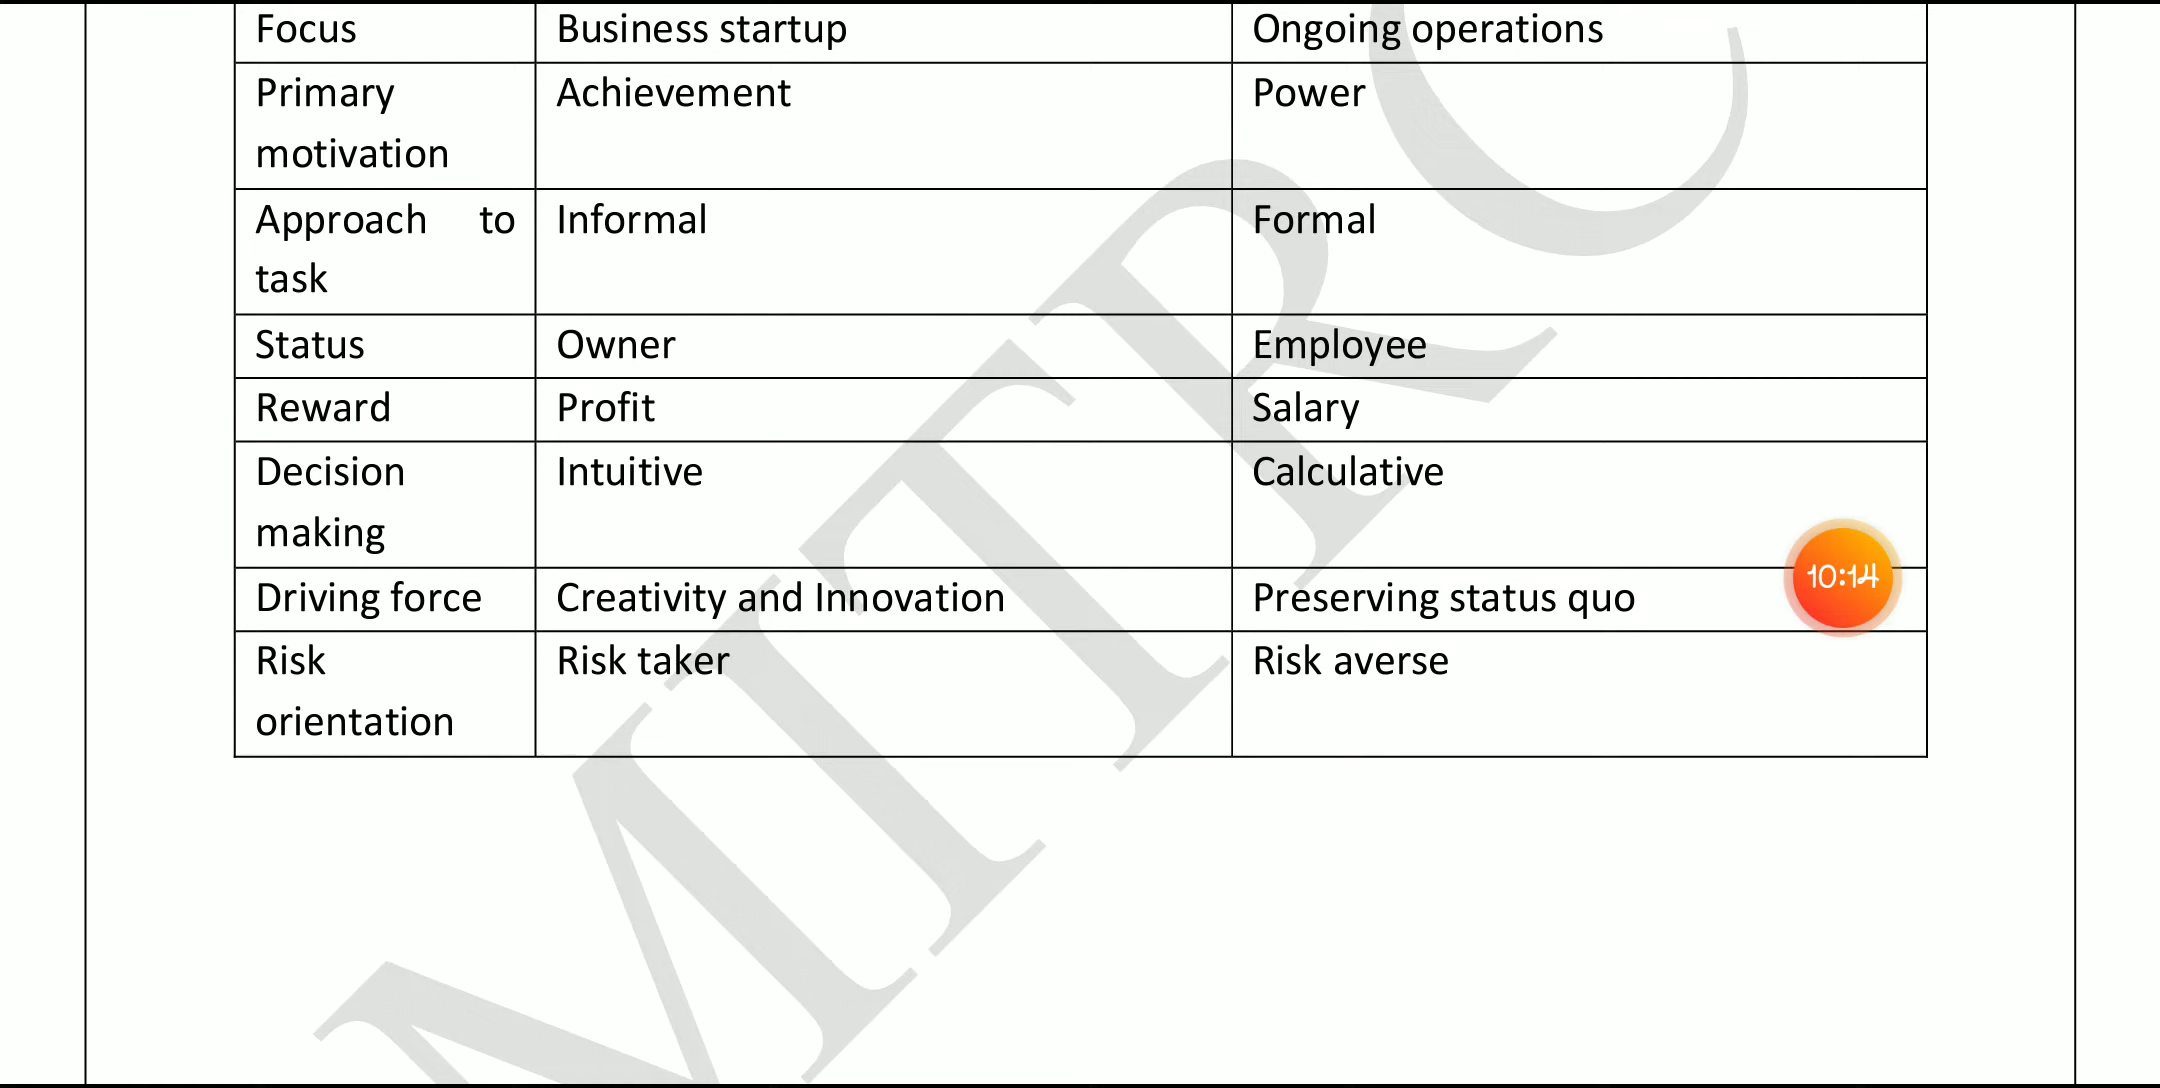 Focus Business startup Ongoing operations
Primary motivation Achievement Power
Approach to task Informal Formal
Status Owner Employee
Reward Profit Salary
Decision making Intuitive Calculative
Driving force Creativity and Innovation Preserving status quo
Risk orientation Risk taker Risk averse
10:14
MITRC